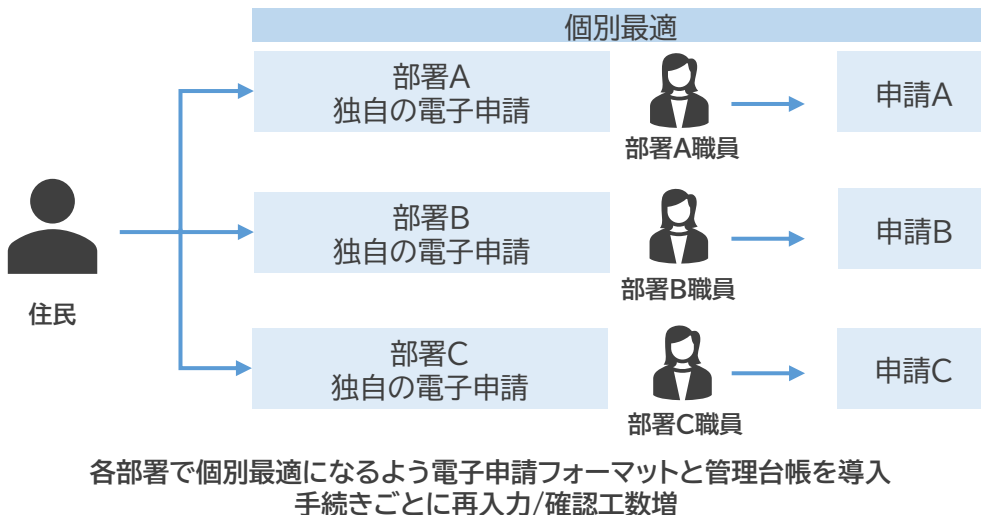 個別最適
部署A
独自の電子申請
部署A職員
申請A
部署B
独自の電子申請
部署B職員
申請B
住民
部署C
独自の電子申請
部署C職員
申請C
各部署で個別最適になるよう電子申請フォーマットと管理台帳を導入
手続きごとに再入力/確認工数増